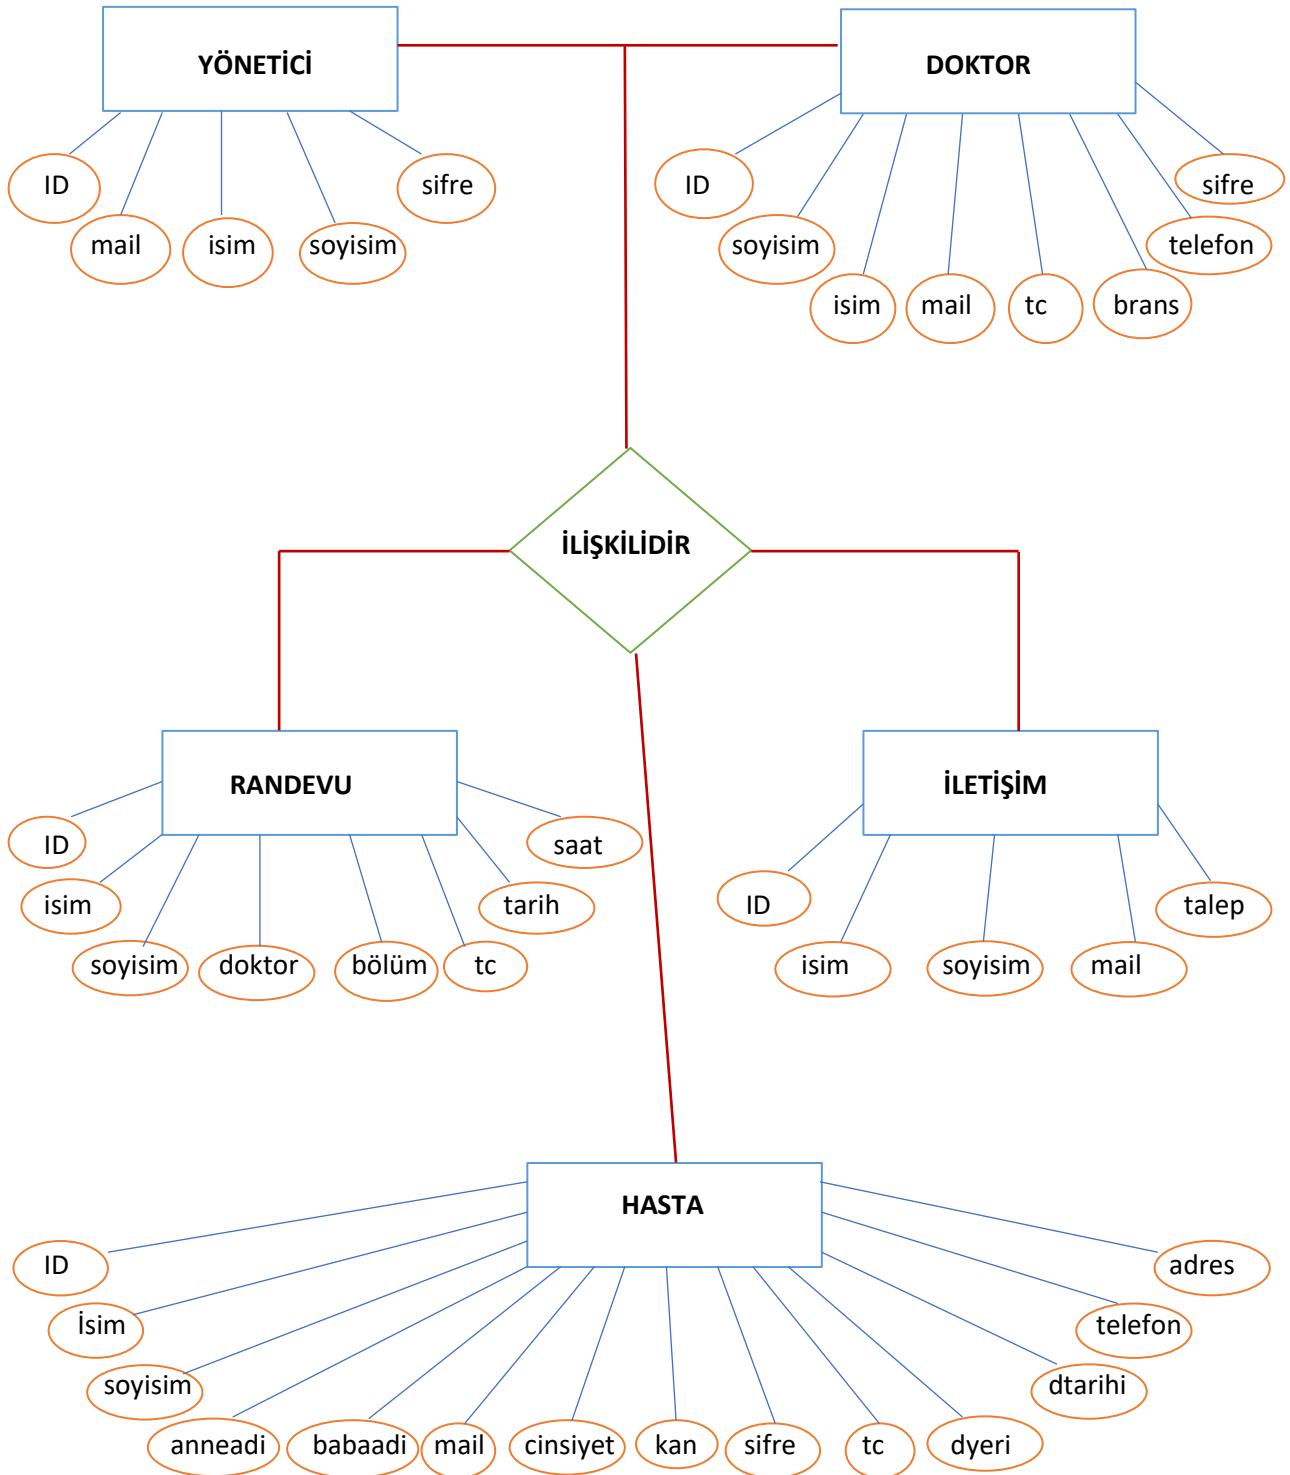 YÖNETİCİ
DOKTOR
ID
mail
isim
soyisim
sifre
ID
soyisim
isim
mail
tc
brans
telefon
sifre
İLİŞKİLİDİR
RANDEVU
İLETİŞİM
ID
isim
soyisim
doktor
bölüm
tc
tarih
saat
ID
isim
soyisim
mail
talep
HASTA
ID
İsim
soyisim
anneadi
babaadi
mail
cinsiyet
kan
sifre
tc
dyeri
dtarihi
telefon
adres